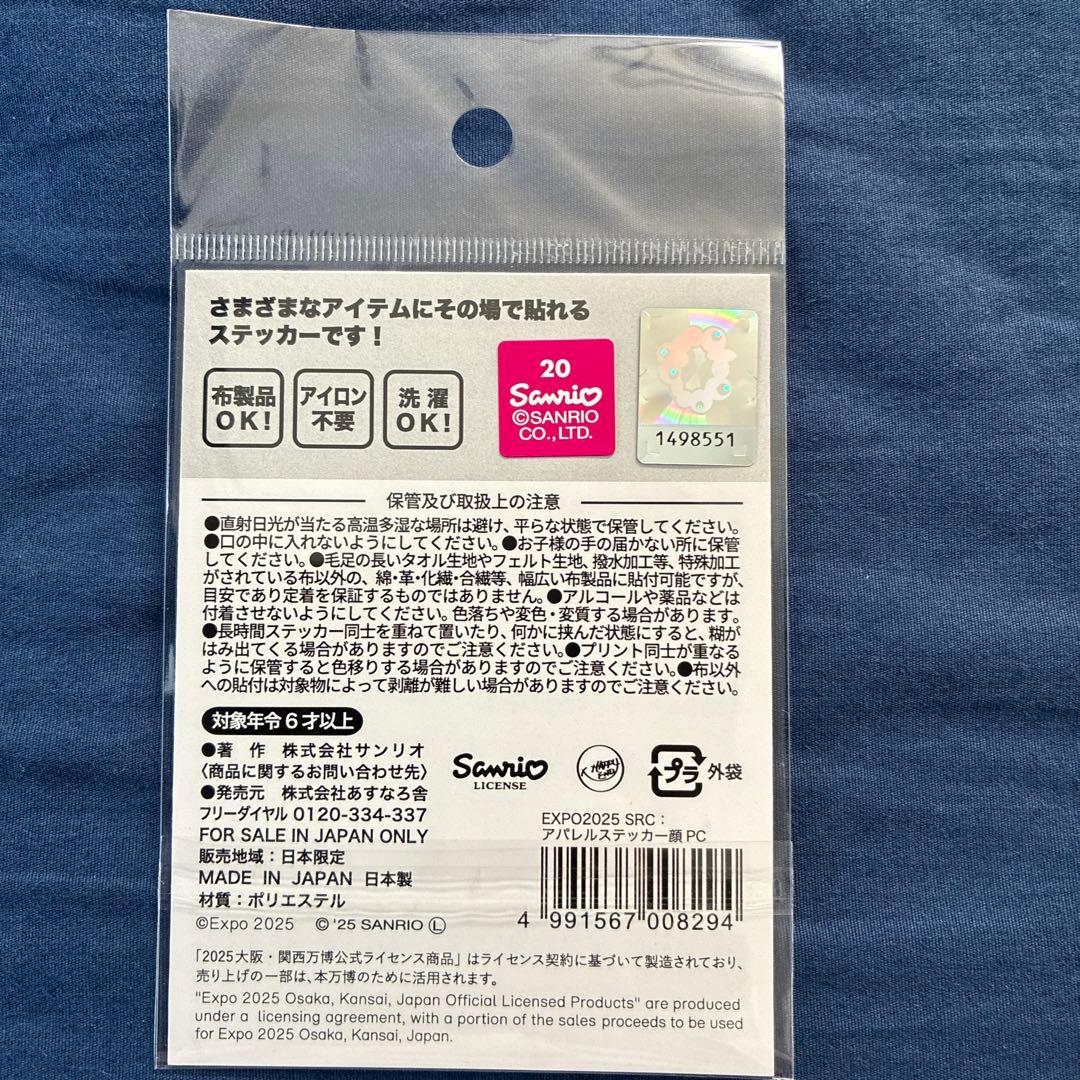 さまざまなアイテムにその場で貼れる
ステッカーです！
布製品
OK!
アイロン
不要
洗濯
OK!
20
Sanrio
©SANRIO
CO.,LTD.
1498551
保管及び取扱上の注意
●直射日光が当たる高温多湿な場所は避け、平らな状態で保管してください。
●口の中に入れないようにしてください。●お子様の手の届かない所に保管
してください。●毛足の長いタオル生地やフェルト生地、撥水加工等、特殊加工
がされている布以外の、綿・革・化繊・合繊等、幅広い布製品に貼付可能ですが、
目安であり定着を保証するものではありません。●アルコールや薬品などは
付着させないようにしてください。色落ちや変色・変質する場合があります。
●長時間ステッカー同士を重ねて置いたり、何かに挟んだ状態にすると、糊が
はみ出てくる場合がありますのでご注意ください。●プリント同士が重なる
ように保管すると色移りする場合がありますのでご注意ください。●布以外
への貼付は対象物によって剥離が難しい場合がありますのでご注意ください。
対象年令6才以上
●著　作　株式会社サンリオ
〈商品に関するお問い合わせ先〉
●発売元　株式会社あすなろ舎
フリーダイヤル 0120-334-337
FOR SALE IN JAPAN ONLY
販売地域：日本限定
MADE IN JAPAN 日本製
材質：ポリエステル
©Expo 2025 © '25 SANRIO Ⓛ
Sanrio
LICENSE
HAPPY
END
プラ 外袋
EXPO2025 SRC：
アパレルステッカー顔 PC
4 991567 008294
「2025大阪・関西万博公式ライセンス商品」はライセンス契約に基づいて製造されており、
売り上げの一部は、本万博のために活用されます。
"Expo 2025 Osaka, Kansai, Japan Official Licensed Products" are produced
under a licensing agreement, with a portion of the sales proceeds to be used
for Expo 2025 Osaka, Kansai, Japan.